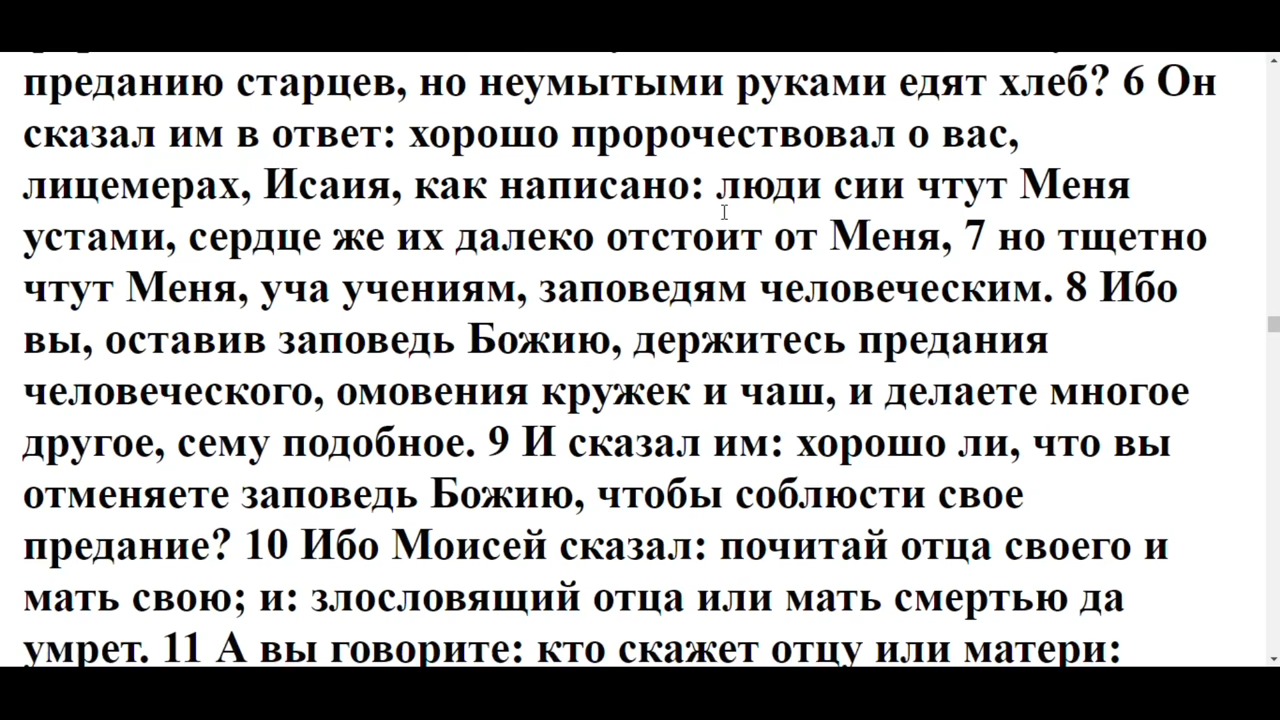 преданию старцев, но неумытыми руками едят хлеб? 6 Он
сказал им в ответ: хорошо пророчествовал о вас,
лицемерах, Исаия, как написано: люди сии чтут Меня
устами, сердце же их далеко отстоит от Меня, 7 но тщетно
чтут Меня, уча учениям, заповедям человеческим. 8 Ибо
вы, оставив заповедь Божию, держитесь предания
человеческого, омовения кружек и чаш, и делаете многое
другое, сему подобное. 9 И сказал им: хорошо ли, что вы
отменяете заповедь Божию, чтобы соблюсти свое
предание? 10 Ибо Моисей сказал: почитай отца своего и
мать свою; и: злословящий отца или мать смертью да
умрет. 11 А вы говорите: кто скажет отцу или матери: